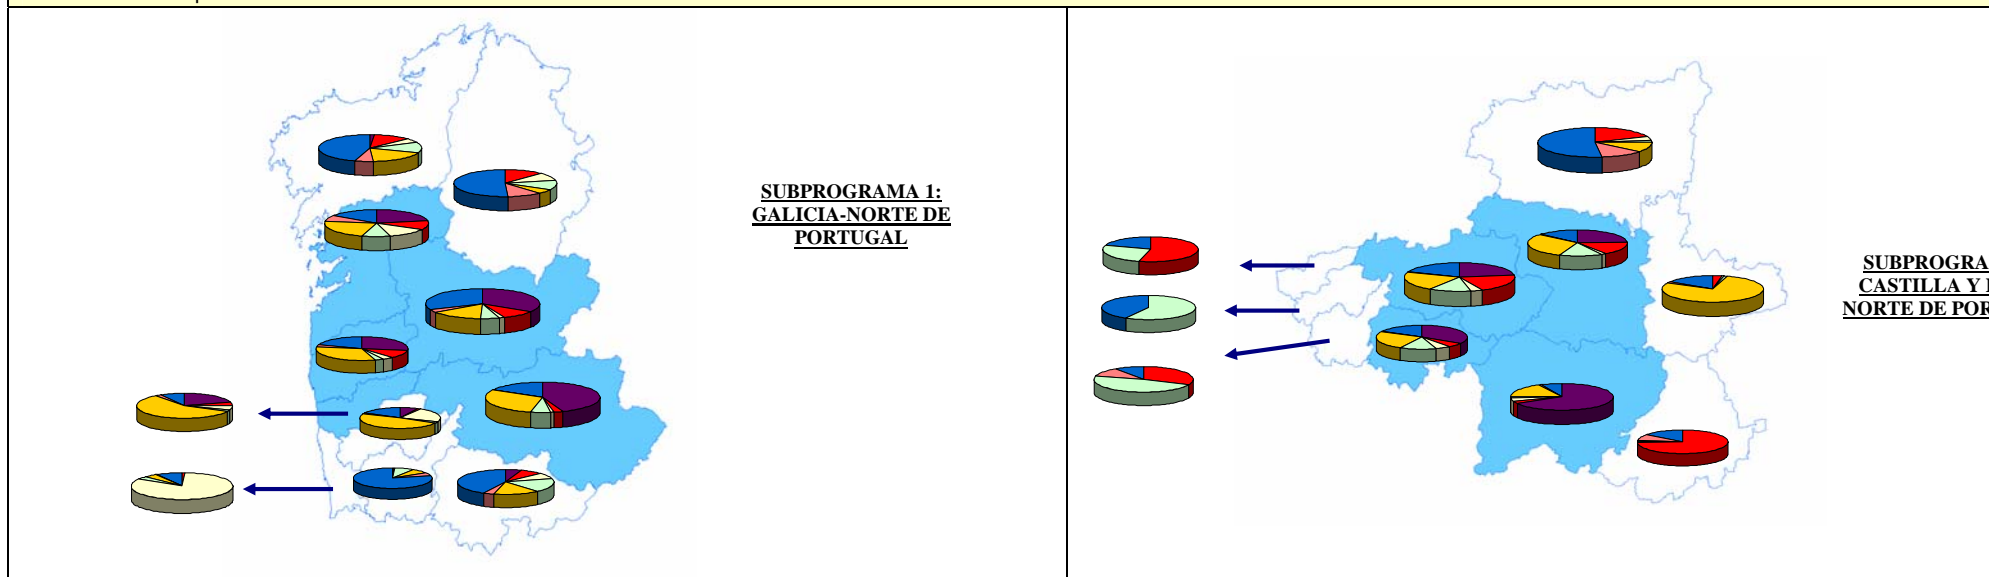 SUBPROGRAMA 1:
GALICIA-NORTE DE
PORTUGAL
SUBPROGRA
CASTILLA Y
NORTE DE POR